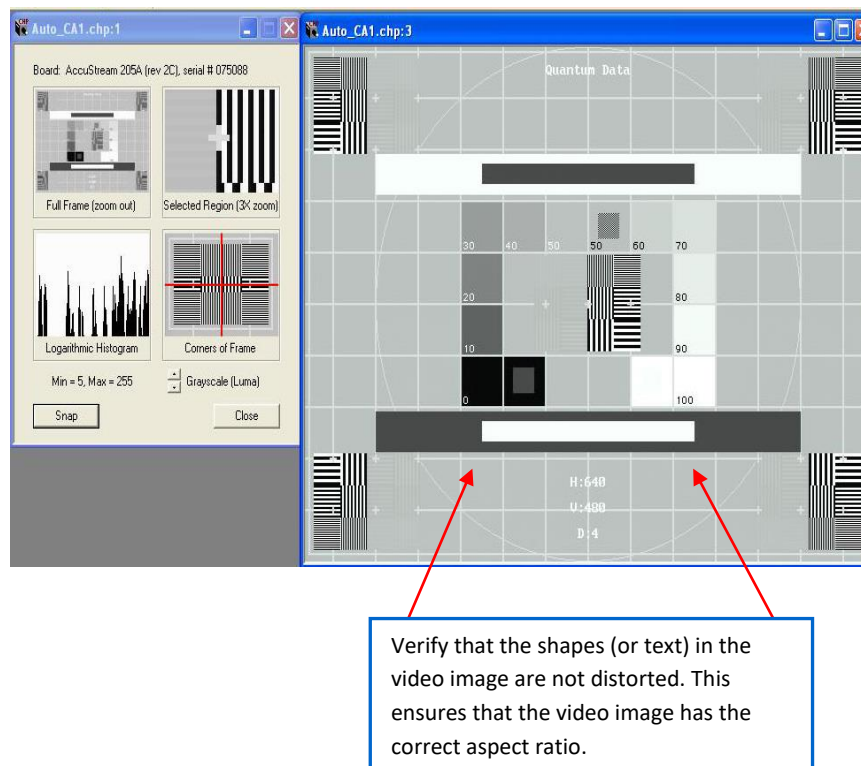 Auto_CA1.chp:1
Board: AccuStream 205A (rev 2C), serial # 075088
Full Frame (zoom out)
Selected Region (3X zoom)
Logarithmic Histogram
Corners of Frame
Min = 5, Max = 255
Grayscale (Luma)
Snap
Close
Auto_CA1.chp:3
Quantum Data
30 40 50 50 60 70
20 80
10 90
0 100
H:640
V:480
D:4
Verify that the shapes (or text) in the
video image are not distorted. This
ensures that the video image has the
correct aspect ratio.